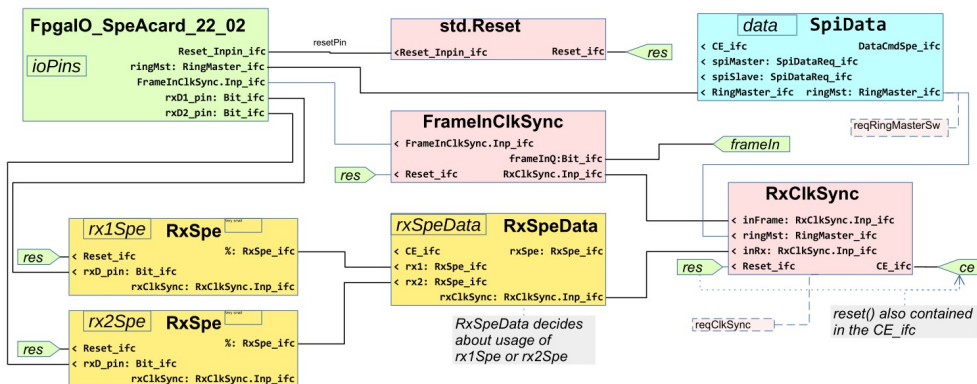 FpgaIO_SpeAcard_22_02
Reset_Inpin_ifc
ioPins
ringMst: RingMaster_ifc
FrameInClkSync.Inp_ifc
rxD1_pin: Bit_ifc
rxD2_pin: Bit_ifc
resetPin
std.Reset
<Reset_Inpin_ifc
Reset_ifc
res
data
SpiData
< CE_ifc
DataCmdSpe_ifc
< spiMaster: SpiDataReq_ifc
< spiSlave: SpiDataReq_ifc
< RingMaster_ifc
ringMst: RingMaster_ifc
reqRingMasterSw
FrameInClkSync
< FrameInClkSync.Inp_ifc
frameInQ:Bit_ifc
frameIn
res
< Reset_ifc
RxClkSync.Inp_ifc
RxClkSync
< inFrame: RxClkSync.Inp_ifc
< ringMst: RingMaster_ifc
< inRx: RxClkSync.Inp_ifc
res
< Reset_ifc
CE_ifc
ce
reqClkSync
reset() also contained
in the CE_ifc
rx1Spe
RxSpe
%: RxSpe_ifc
res
< Reset_ifc
< rxD_pin: Bit_ifc
rxClkSync: RxClkSync.Inp_ifc
rxSpeData
RxSpeData
< CE_ifc
rxSpe: RxSpe_ifc
< rx1: RxSpe_ifc
< rx2: RxSpe_ifc
rxClkSync: RxClkSync.Inp_ifc
RxSpeData decides
about usage of
rx1Spe or rx2Spe
rx2Spe
RxSpe
%: RxSpe_ifc
res
< Reset_ifc
< rxD_pin: Bit_ifc
rxClkSync: RxClkSync.Inp_ifc